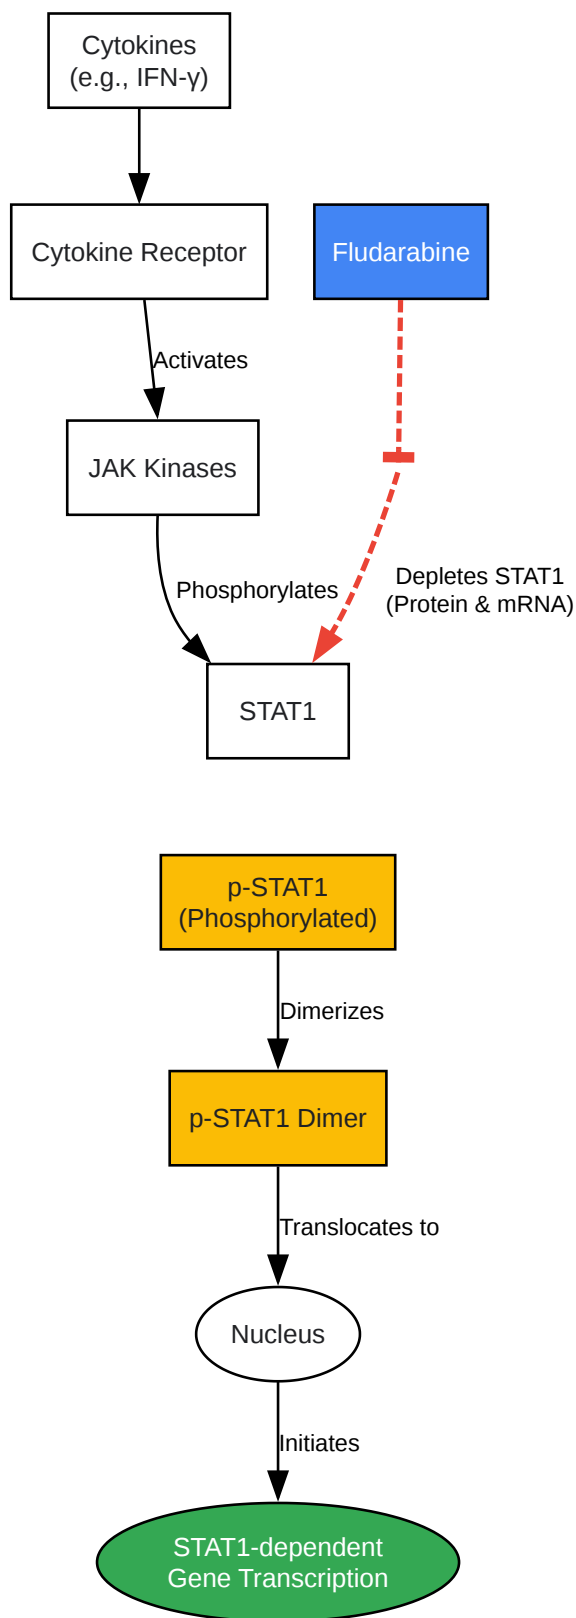 Cytokines
(e.g., IFN-γ)
Cytokine Receptor
Fludarabine
Activates
JAK Kinases
Phosphorylates
Depletes STAT1
(Protein & mRNA)
STAT1
p-STAT1
(Phosphorylated)
Dimerizes
p-STAT1 Dimer
Translocates to
Nucleus
Initiates
STAT1-dependent
Gene Transcription